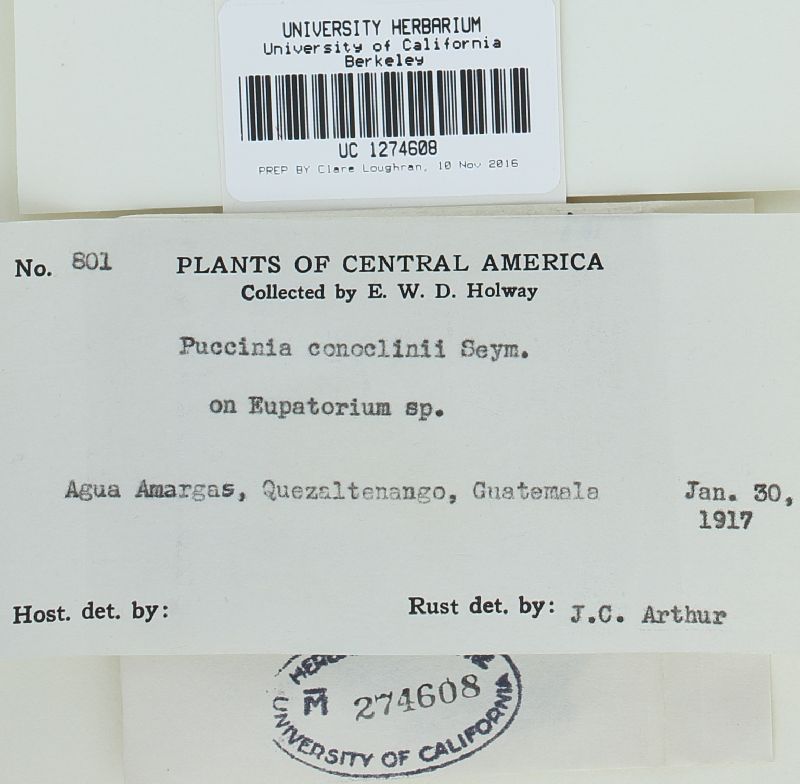 UNIVERSITY HERBARIUM
University of California
Berkeley
UC 1274608
PREP BY Clare Loughran, 10 Nov 2016
No. 801 PLANTS OF CENTRAL AMERICA
Collected by E. W. D. Holway
Puccinia conoclinii Seym.
on Eupatorium sp.
Agua Amargas, Quezaltenango, Guatemala Jan. 30,
1917
Host. det. by: Rust det. by: J.C. Arthur
M 274608
UNIVERSITY OF CALIFORNIA